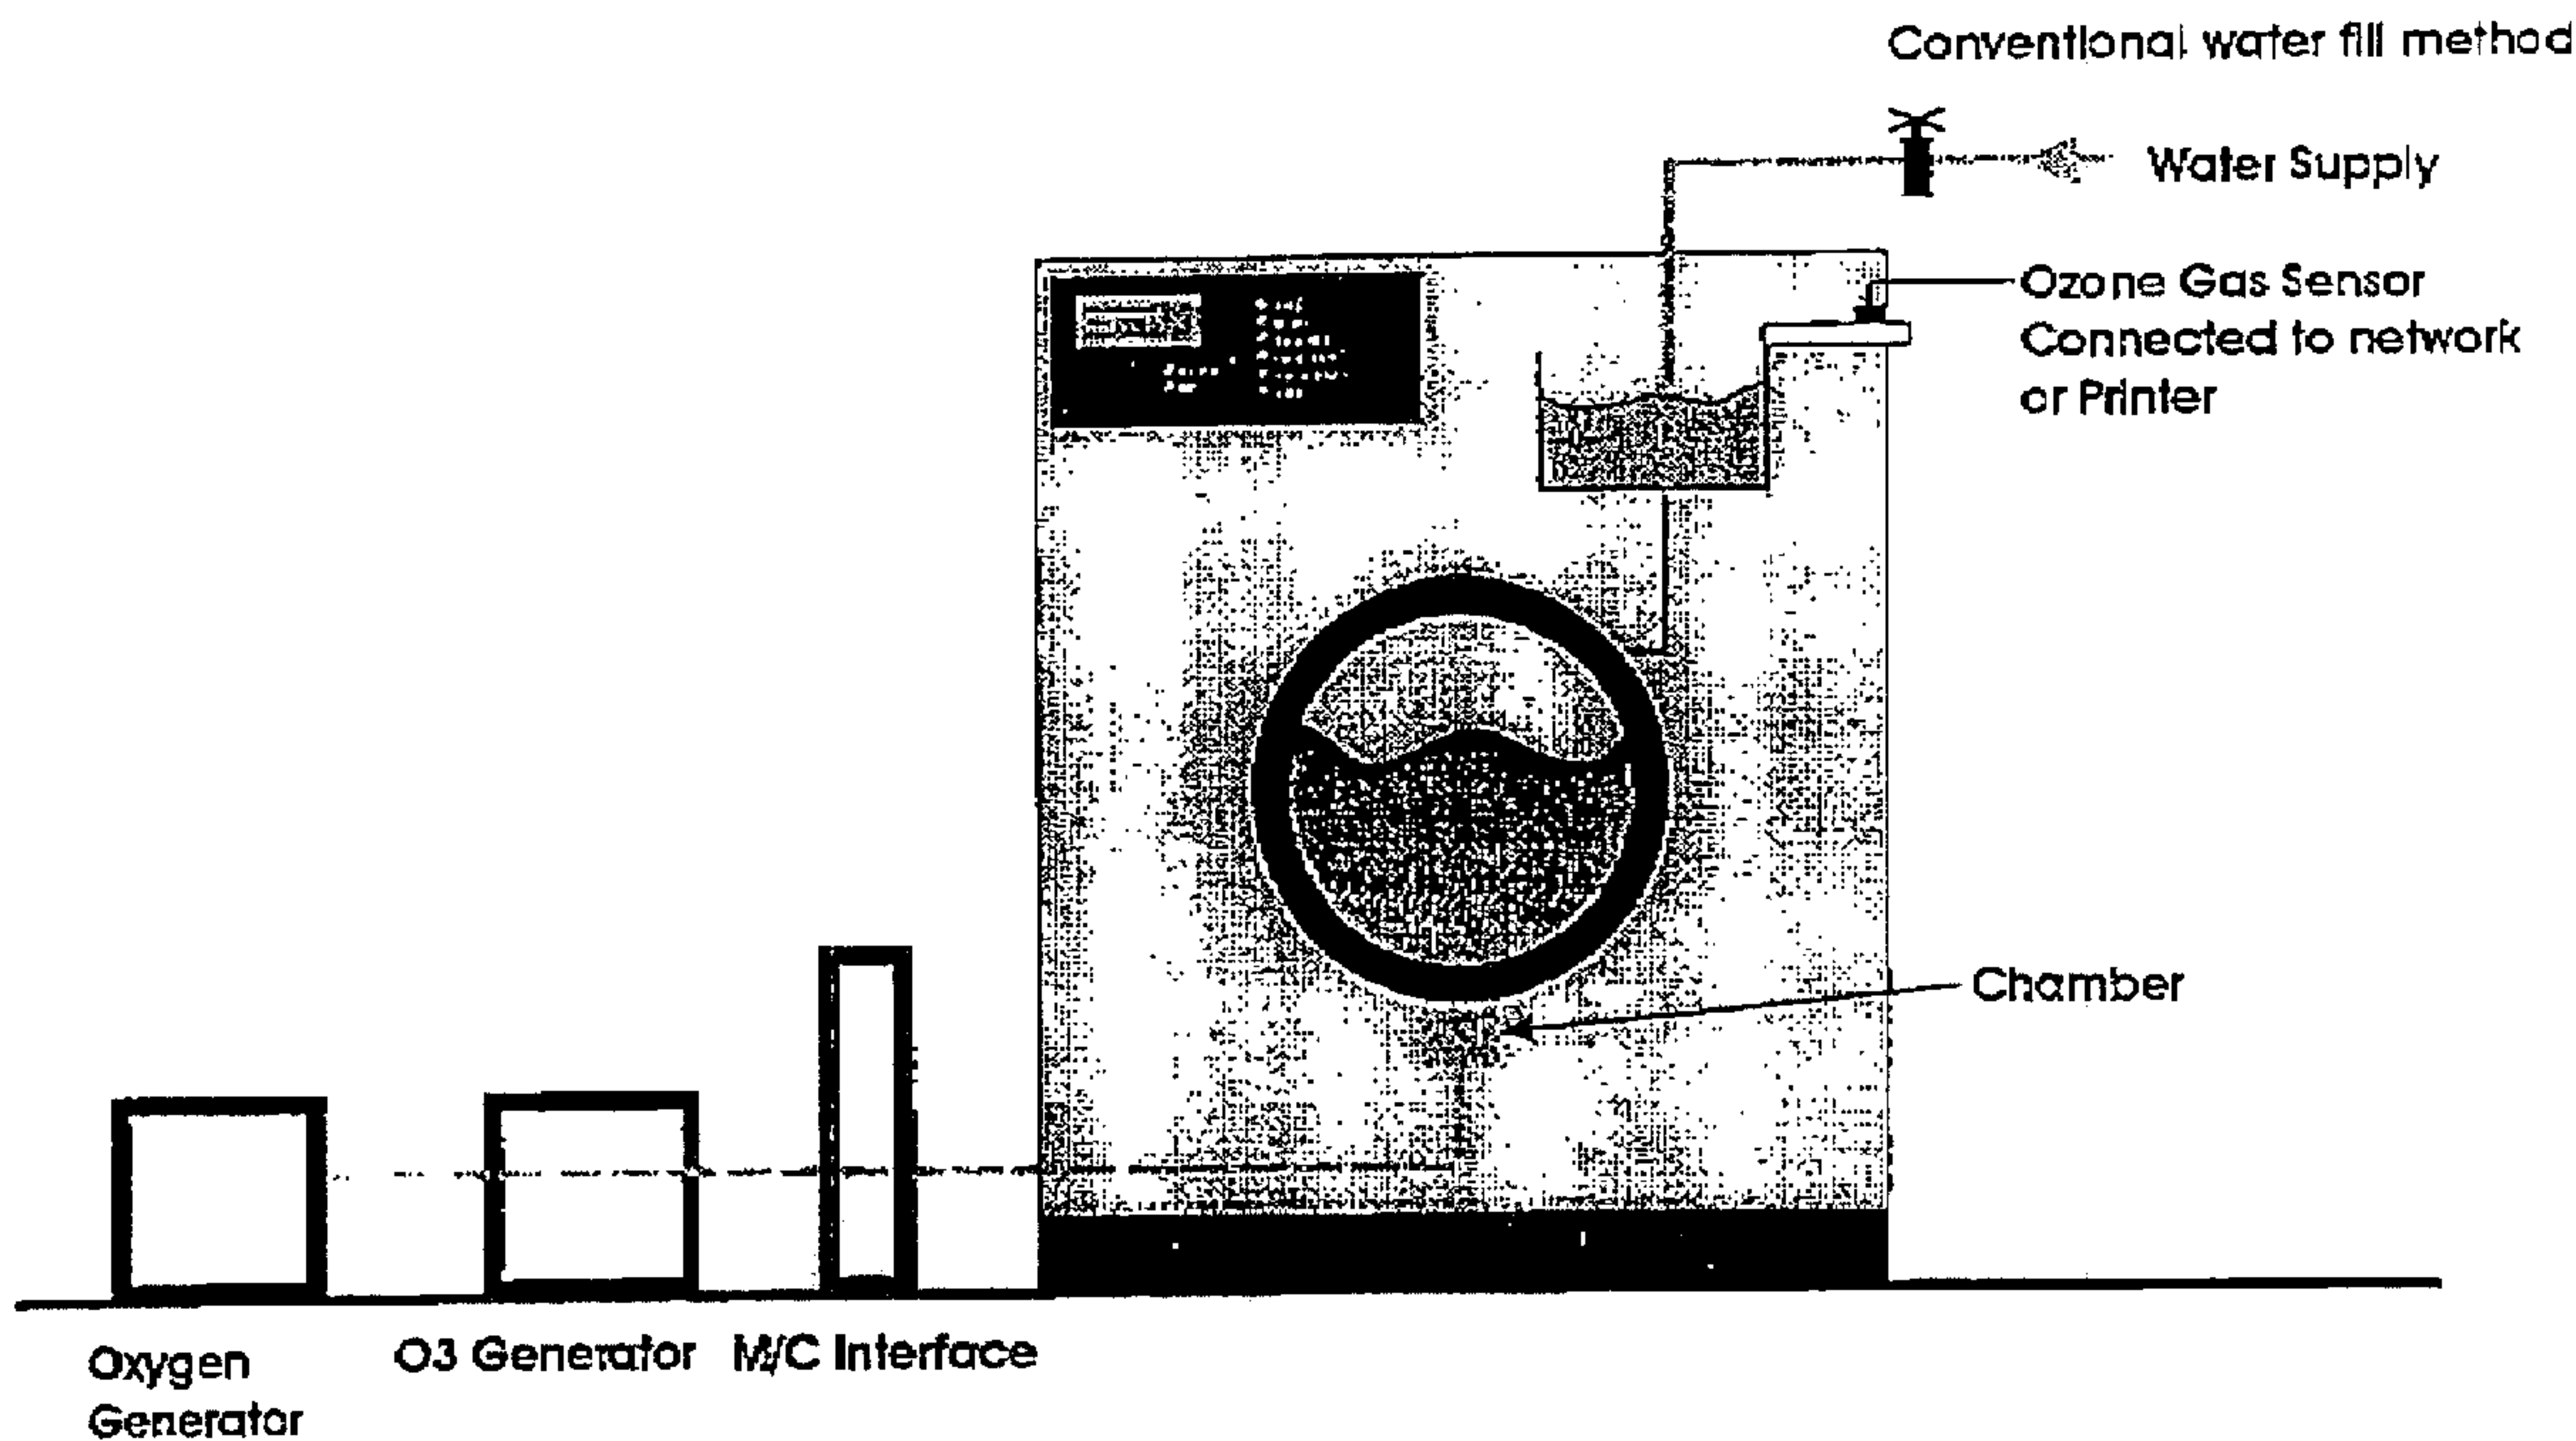 Conventional water fill method
Water Supply
Ozone Gas Sensor
Connected to network
or Printer
Chamber
Oxygen
Generator
O3 Generator
M/C Interface